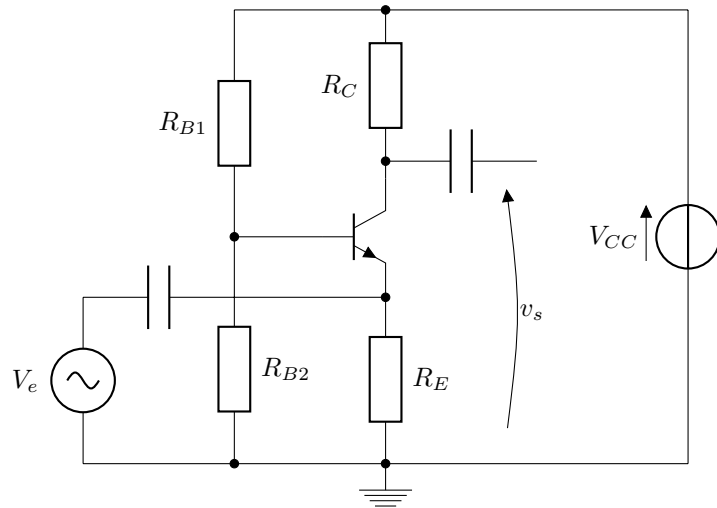 R_C
R_{B1}
V_{CC}
v_s
V_e
R_{B2}
R_E